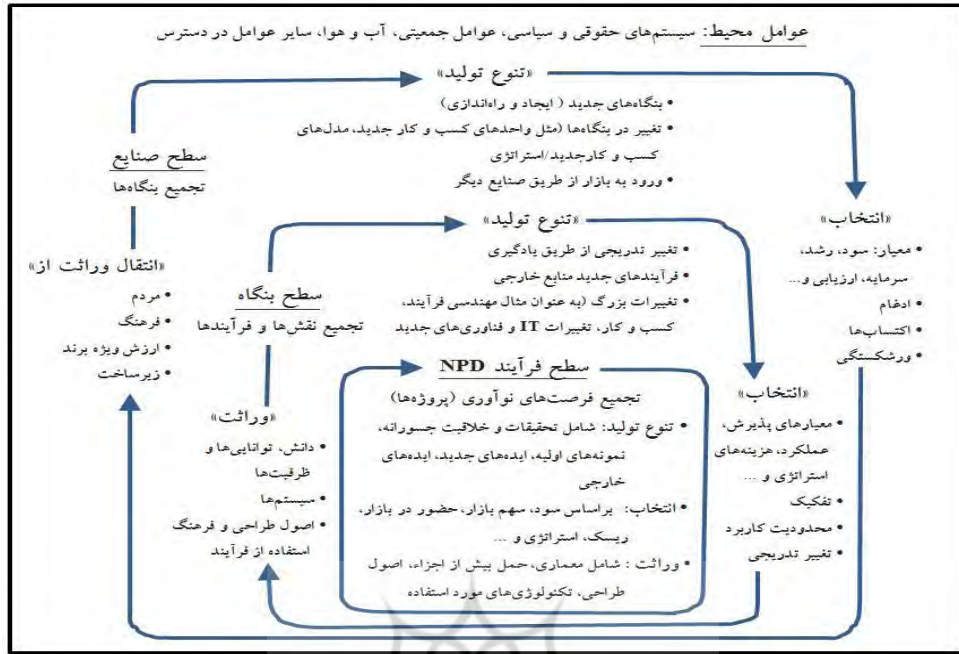 عوامل محیط: سیستم‌های حقوقی و سیاسی، عوامل جمعیتی، آب و هوا، سایر عوامل در دسترس
«تنوع تولید»
• بنگاه‌های جدید ( ایجاد و راه‌اندازی)
• تغییر در بنگاه‌ها (مثل واحدهای کسب و کار جدید، مدل‌های
کسب و کارجدید/استراتژی
• ورود به بازار از طریق صنایع دیگر
سطح صنایع
تجمیع بنگاه‌ها
«انتخاب»
• معیار: سود، رشد،
سرمایه، ارزیابی و...
• ادغام
• اکتساب‌ها
• ورشکستگی
«انتقال وراثت از»
• مردم
• فرهنگ
• ارزش ویژه برند
• زیرساخت
«تنوع تولید»
• تغییر تدریجی از طریق یادگیری
• فرآیندهای جدید منابع خارجی
• تغییرات بزرگ (به عنوان مثال مهندسی فرآیند،
کسب و کار، تغییرات IT و فناوری‌های جدید
سطح بنگاه
تجمیع نقش‌ها و فرآیندها
«انتخاب»
• معیارهای پذیرش،
عملکرد، هزینه‌های
استراتژی و ...
• تفکیک
• محدودیت کاربرد
• تغییر تدریجی
«وراثت»
• دانش، توانایی‌ها و
ظرفیت‌ها
• سیستم‌ها
• اصول طراحی و فرهنگ
استفاده از فرآیند
سطح فرآیند NPD
تجمیع فرصت‌های نوآوری (پروژه‌ها)
• تنوع تولید: شامل تحقیقات و خلاقیت جسورانه،
نمونه‌های اولیه، ایده‌های جدید، ایده‌های
خارجی
• انتخاب: براساس سود، سهم بازار، حضور در بازار،
ریسک، استراتژی و ...
• وراثت : شامل معماری، حمل بیش از اجزاء، اصول
طراحی، تکنولوژی‌های مورد استفاده